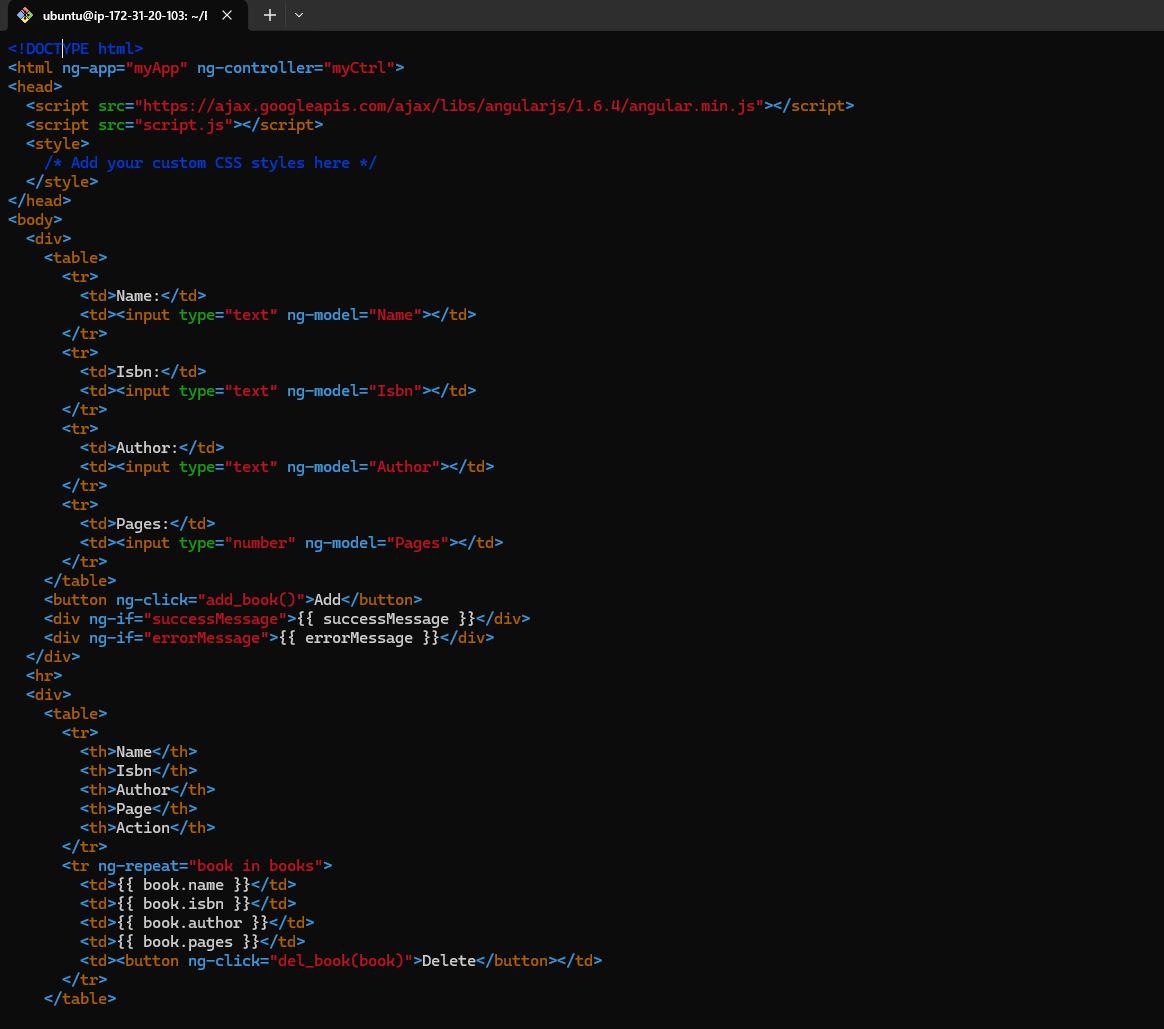 ubuntu@ip-172-31-20-103: ~/
<!DOCTYPE html>
<html ng-app="myApp" ng-controller="myCtrl">
<head>
  <script src="https://ajax.googleapis.com/ajax/libs/angularjs/1.6.4/angular.min.js"></script>
  <script src="script.js"></script>
  <style>
    /* Add your custom CSS styles here */
  </style>
</head>
<body>
  <div>
    <table>
      <tr>
        <td>Name:</td>
        <td><input type="text" ng-model="Name"></td>
      </tr>
      <tr>
        <td>Isbn:</td>
        <td><input type="text" ng-model="Isbn"></td>
      </tr>
      <tr>
        <td>Author:</td>
        <td><input type="text" ng-model="Author"></td>
      </tr>
      <tr>
        <td>Pages:</td>
        <td><input type="number" ng-model="Pages"></td>
      </tr>
    </table>
    <button ng-click="add_book()">Add</button>
    <div ng-if="successMessage">{{ successMessage }}</div>
    <div ng-if="errorMessage">{{ errorMessage }}</div>
  </div>
  <hr>
  <div>
    <table>
      <tr>
        <th>Name</th>
        <th>Isbn</th>
        <th>Author</th>
        <th>Page</th>
        <th>Action</th>
      </tr>
      <tr ng-repeat="book in books">
        <td>{{ book.name }}</td>
        <td>{{ book.isbn }}</td>
        <td>{{ book.author }}</td>
        <td>{{ book.pages }}</td>
        <td><button ng-click="del_book(book)">Delete</button></td>
      </tr>
    </table>